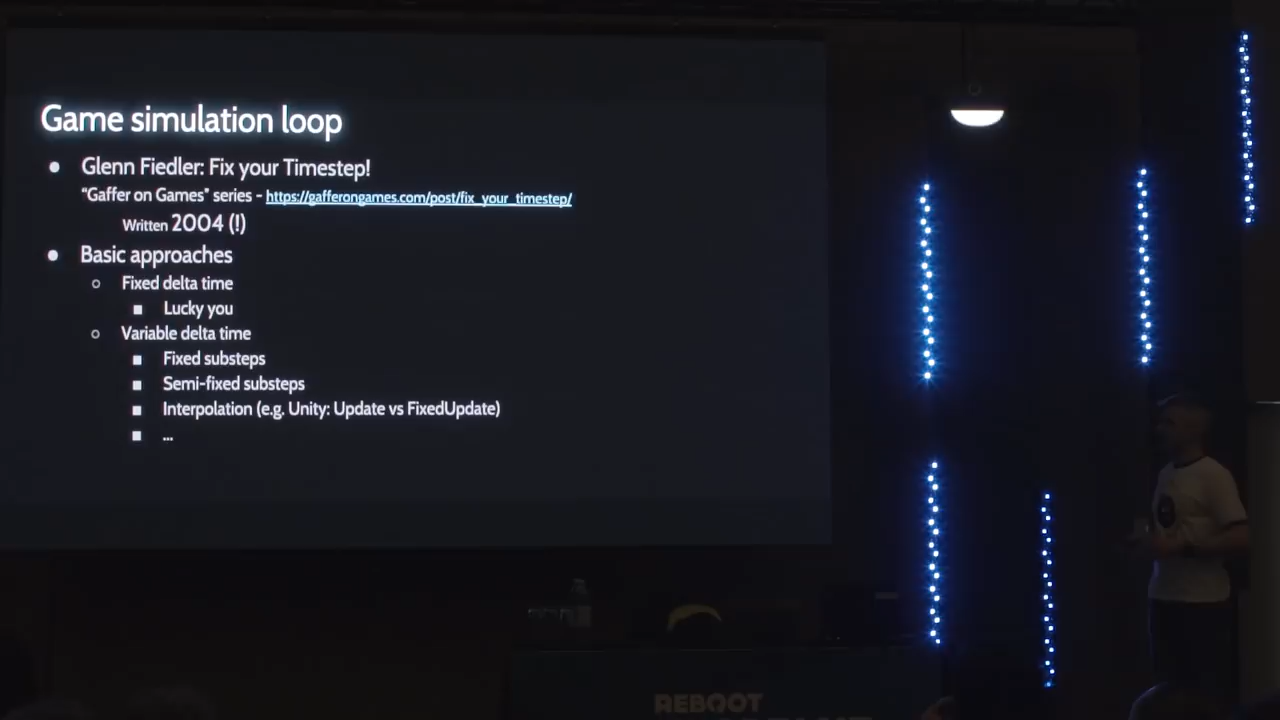 Game simulation loop
● Glenn Fiedler: Fix your Timestep!
"Gaffer on Games" series - https://gafferongames.com/post/fix_your_timestep/
Written 2004 (!)
● Basic approaches
○ Fixed delta time
■ Lucky you
○ Variable delta time
■ Fixed substeps
■ Semi-fixed substeps
■ Interpolation (e.g. Unity: Update vs FixedUpdate)
■ ...
REBOOT